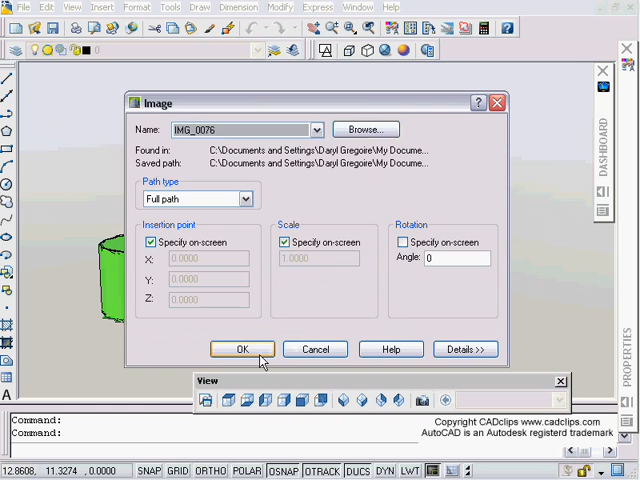 File Edit View Insert Format Tools Draw Dimension Modify Express Window Help
Image
Name: IMG_0076 Browse...
Found in: C:\Documents and Settings\Daryl Gregoire\My Docume...
Saved path: C:\Documents and Settings\Daryl Gregoire\My Docume...
Path type
Full path
Insertion point Scale Rotation
Specify on-screen Specify on-screen Specify on-screen
X: 0.0000 1.0000 Angle: 0
Y: 0.0000
Z: 0.0000
OK Cancel Help Details >>
DASHBOARD
PROPERTIES
View
Command:
Command:
Copyright CADclips www.cadclips.com
AutoCAD is an Autodesk registerd trademark
12.8608, 11.3274 , 0.0000 SNAP GRID ORTHO POLAR OSNAP OTRACK DUCS DYN LWT